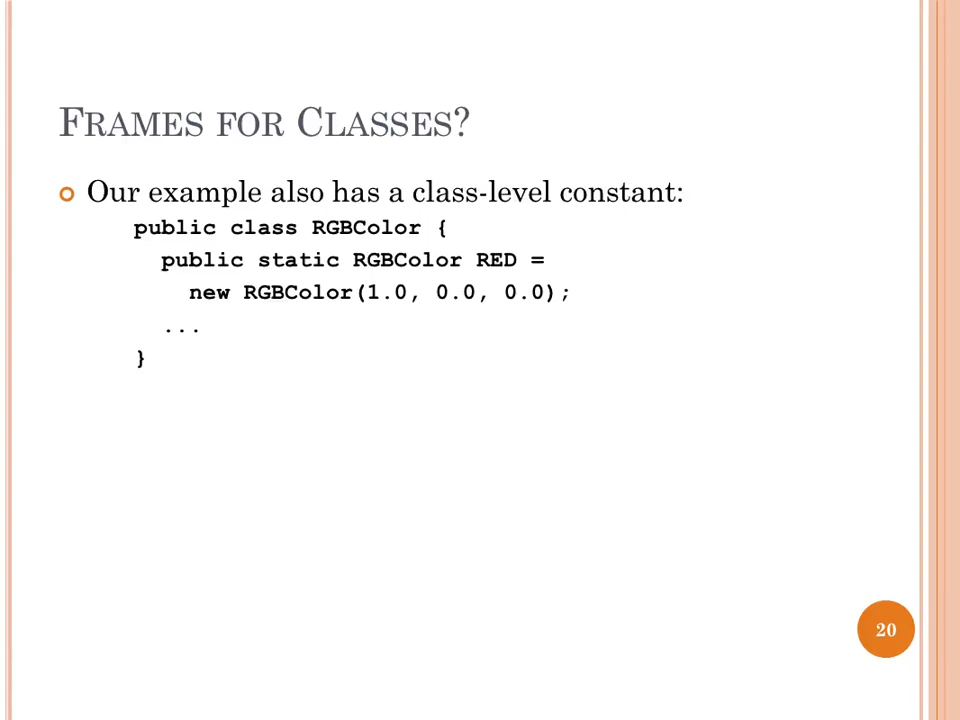 FRAMES FOR CLASSES?
Our example also has a class-level constant:
public class RGBColor {
public static RGBColor RED =
new RGBColor(1.0, 0.0, 0.0);
...
}
20